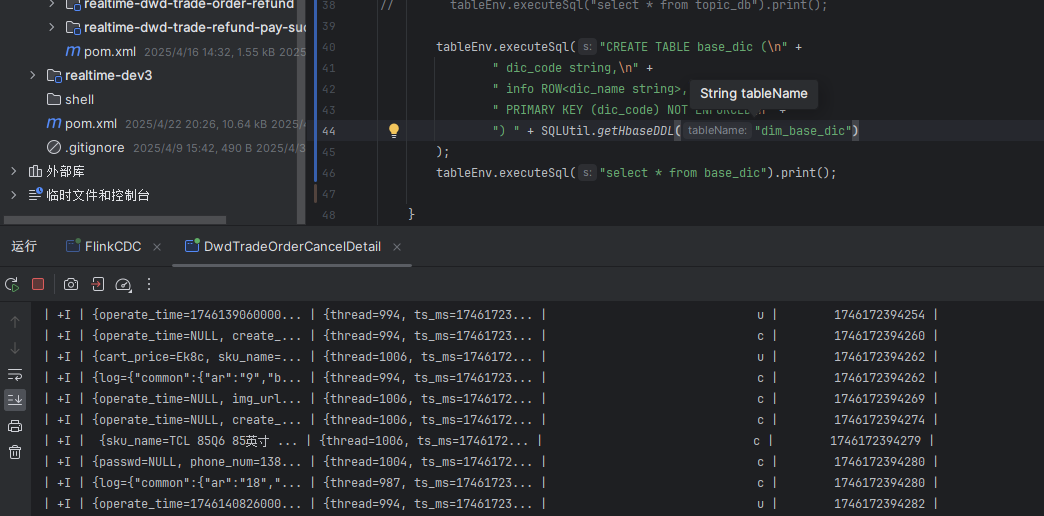 realtime-dwd-trade-order-refund
realtime-dwd-trade-refund-pay-suc
pom.xml 2025/4/16 14:32, 1.55 kB 2025
realtime-dev3
shell
pom.xml 2025/4/22 20:26, 10.64 kB 2025
.gitignore 2025/4/9 15:42, 490 B 2025/4/3
外部库
临时文件和控制台
38 // tableEnv.executeSql("select * from topic_db").print();
39
40 tableEnv.executeSql( s: "CREATE TABLE base_dic (\n" +
41 " dic_code string,\n" +
42 " info ROW<dic_name string>,
String tableName
43 " PRIMARY KEY (dic_code) NOT ENFORCED\n" +
44 ") " + SQLUtil.getHbaseDDL( tableName: "dim_base_dic")
45 );
46 tableEnv.executeSql( s: "select * from base_dic").print();
47
48 }
运行 FlinkCDC × DwdTradeOrderCancelDetail ×
| +I | {operate_time=1746139060000... | {thread=994, ts_ms=17461723... | u | 1746172394254 |
| +I | {operate_time=NULL, create_... | {thread=994, ts_ms=17461723... | c | 1746172394260 |
| +I | {cart_price=Ek8c, sku_name=... | {thread=1006, ts_ms=1746172... | u | 1746172394262 |
| +I | {log={"common":{"ar":"9","b... | {thread=994, ts_ms=17461723... | c | 1746172394262 |
| +I | {operate_time=NULL, img_url... | {thread=1006, ts_ms=1746172... | c | 1746172394269 |
| +I | {operate_time=NULL, create_... | {thread=1006, ts_ms=1746172... | c | 1746172394274 |
| +I | {sku_name=TCL 85Q6 85英寸 ... | {thread=1006, ts_ms=1746172... | c | 1746172394279 |
| +I | {passwd=NULL, phone_num=138... | {thread=1004, ts_ms=1746172... | c | 1746172394280 |
| +I | {log={"common":{"ar":"18","... | {thread=987, ts_ms=17461723... | c | 1746172394280 |
| +I | {operate_time=1746140826000... | {thread=994, ts_ms=17461723... | u | 1746172394282 |